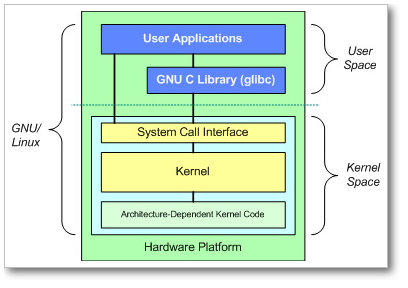 User Applications
GNU C Library (glibc)
User
Space
GNU/
Linux
System Call Interface
Kernel
Architecture-Dependent Kernel Code
Kernel
Space
Hardware Platform